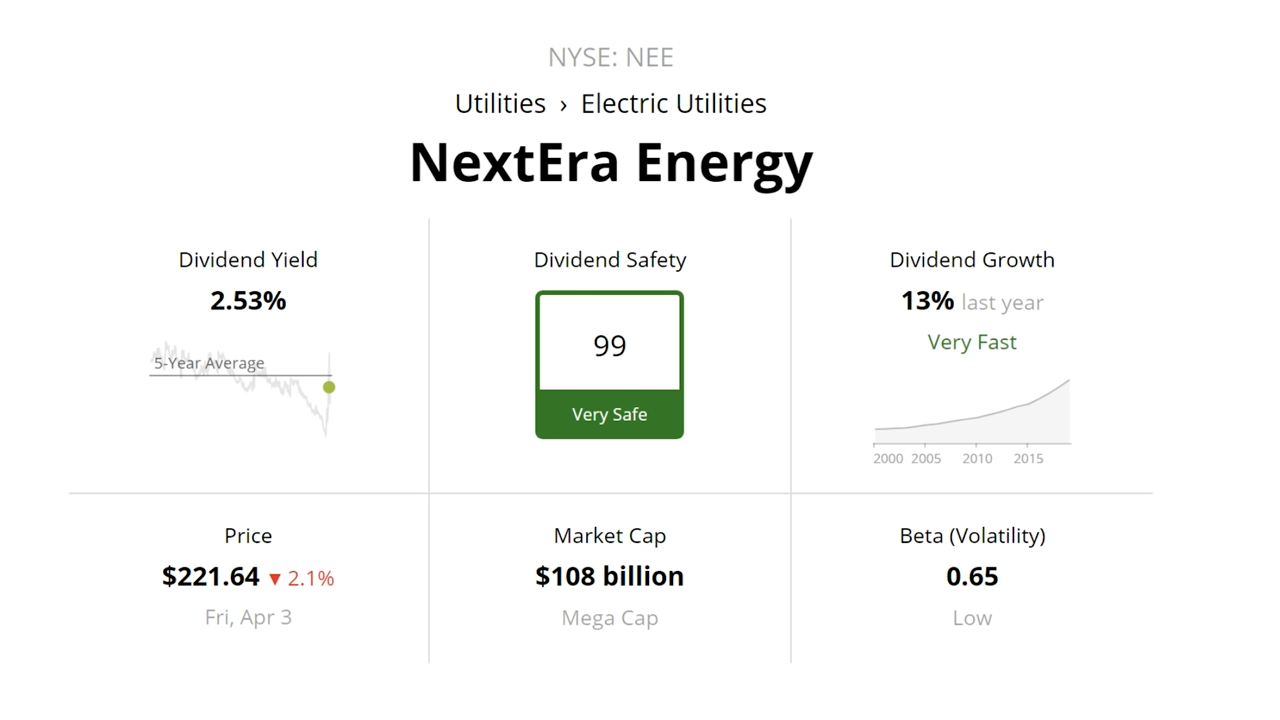 NYSE: NEE
Utilities › Electric Utilities
NextEra Energy
Dividend Yield
2.53%
5-Year Average
Dividend Safety
99
Very Safe
Dividend Growth
13% last year
Very Fast
2000 2005 2010 2015
Price
$221.64 ▼ 2.1%
Fri, Apr 3
Market Cap
$108 billion
Mega Cap
Beta (Volatility)
0.65
Low